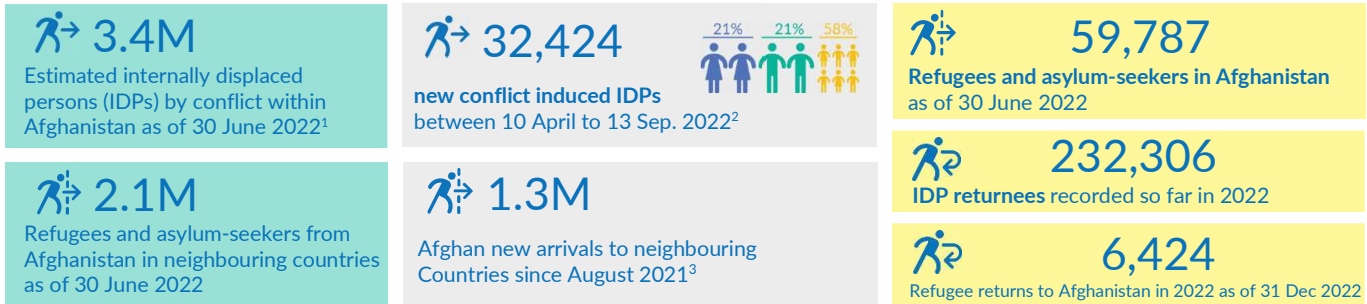 3.4M
Estimated internally displaced
persons (IDPs) by conflict within
Afghanistan as of 30 June 2022¹
2.1M
Refugees and asylum-seekers from
Afghanistan in neighbouring countries
as of 30 June 2022
32,424
21% 21% 58%
new conflict induced IDPs
between 10 April to 13 Sep. 2022²
1.3M
Afghan new arrivals to neighbouring
Countries since August 2021³
59,787
Refugees and asylum-seekers in Afghanistan
as of 30 June 2022
232,306
IDP returnees recorded so far in 2022
6,424
Refugee returns to Afghanistan in 2022 as of 31 Dec 2022